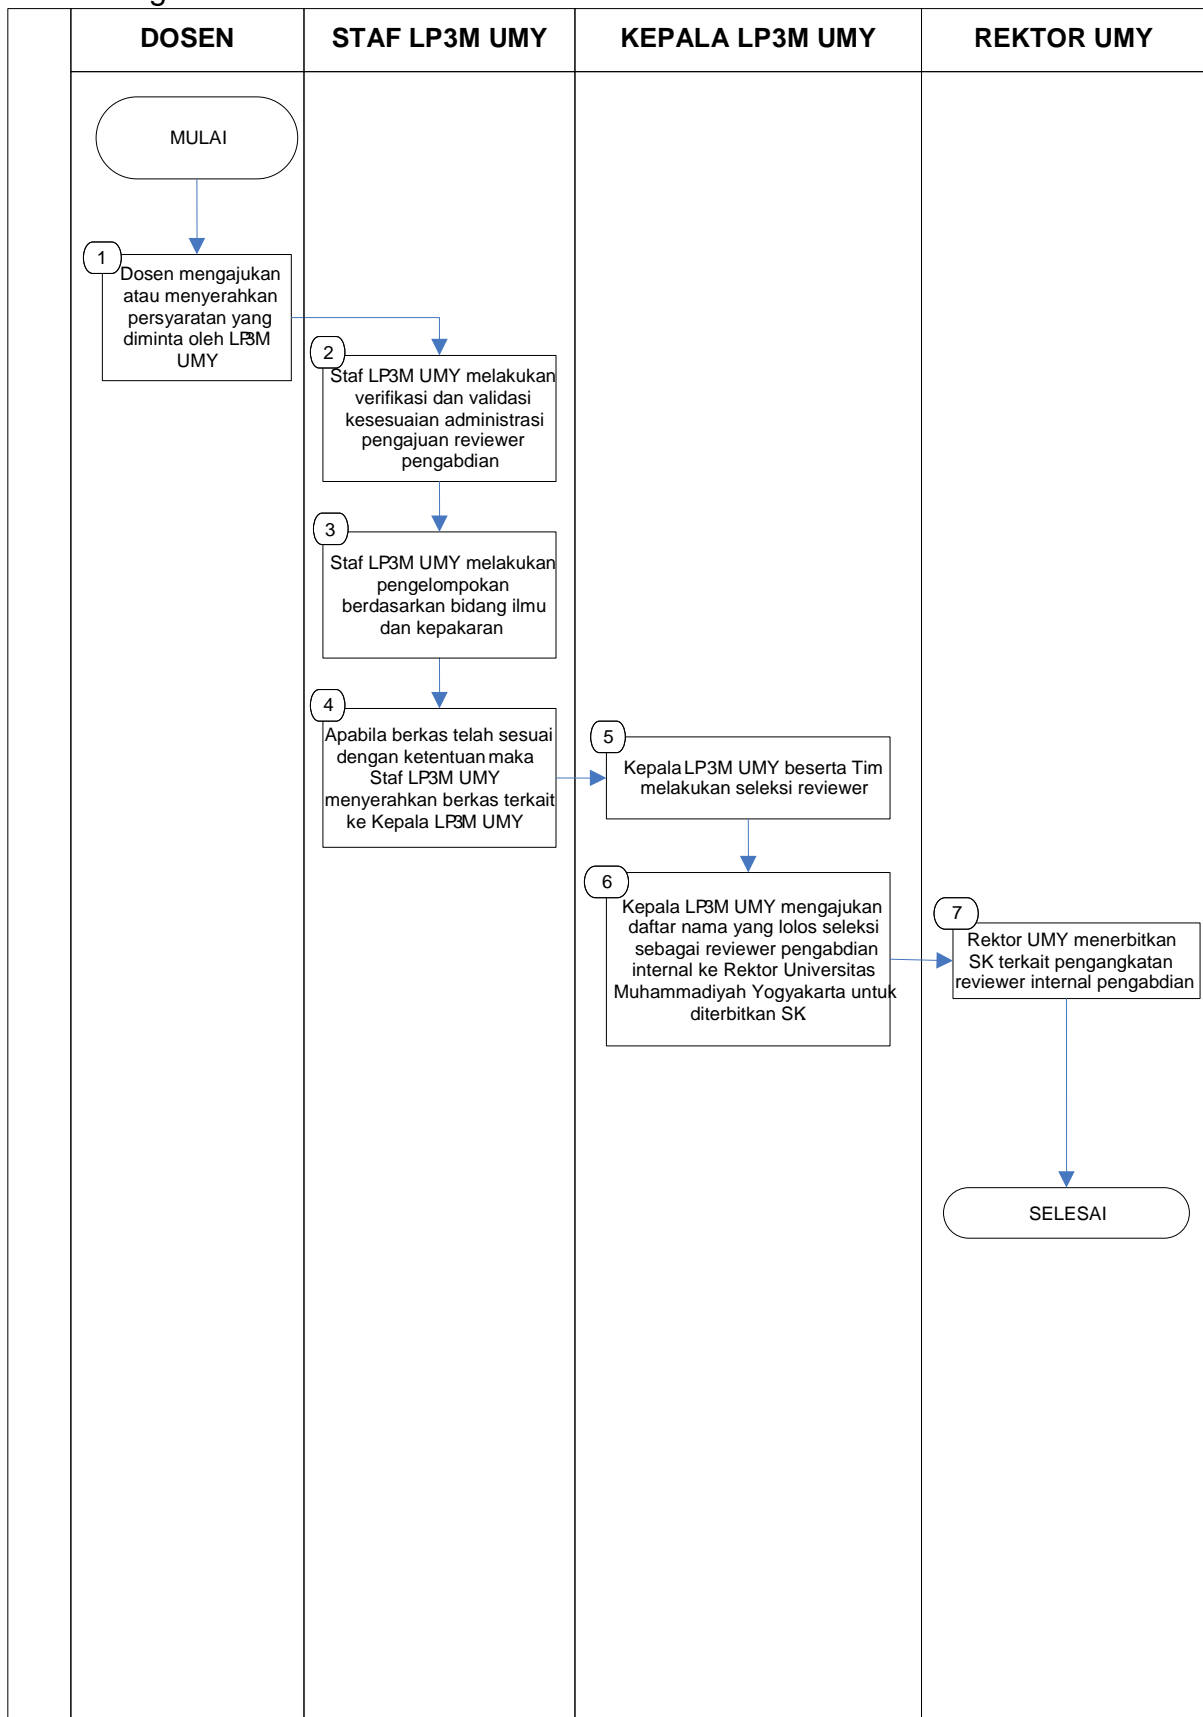 DOSEN
STAF LP3M UMY
KEPALA LP3M UMY
REKTOR UMY
MULAI
1
Dosen mengajukan
atau menyerahkan
persyaratan yang
diminta oleh LP3M
UMY
2
Staf LP3M UMY melakukan
verifikasi dan validasi
kesesuaian administrasi
pengajuan reviewer
pengabdian
3
Staf LP3M UMY melakukan
pengelompokan
berdasarkan bidang ilmu
dan kepakaran
4
Apabila berkas telah sesuai
dengan ketentuan maka
Staf LP3M UMY
menyerahkan berkas terkait
ke Kepala LP3M UMY
5
Kepala LP3M UMY beserta Tim
melakukan seleksi reviewer
6
Kepala LP3M UMY mengajukan
daftar nama yang lolos seleksi
sebagai reviewer pengabdian
internal ke Rektor Universitas
Muhammadiyah Yogyakarta untuk
diterbitkan SK
7
Rektor UMY menerbitkan
SK terkait pengangkatan
reviewer internal pengabdian
SELESAI